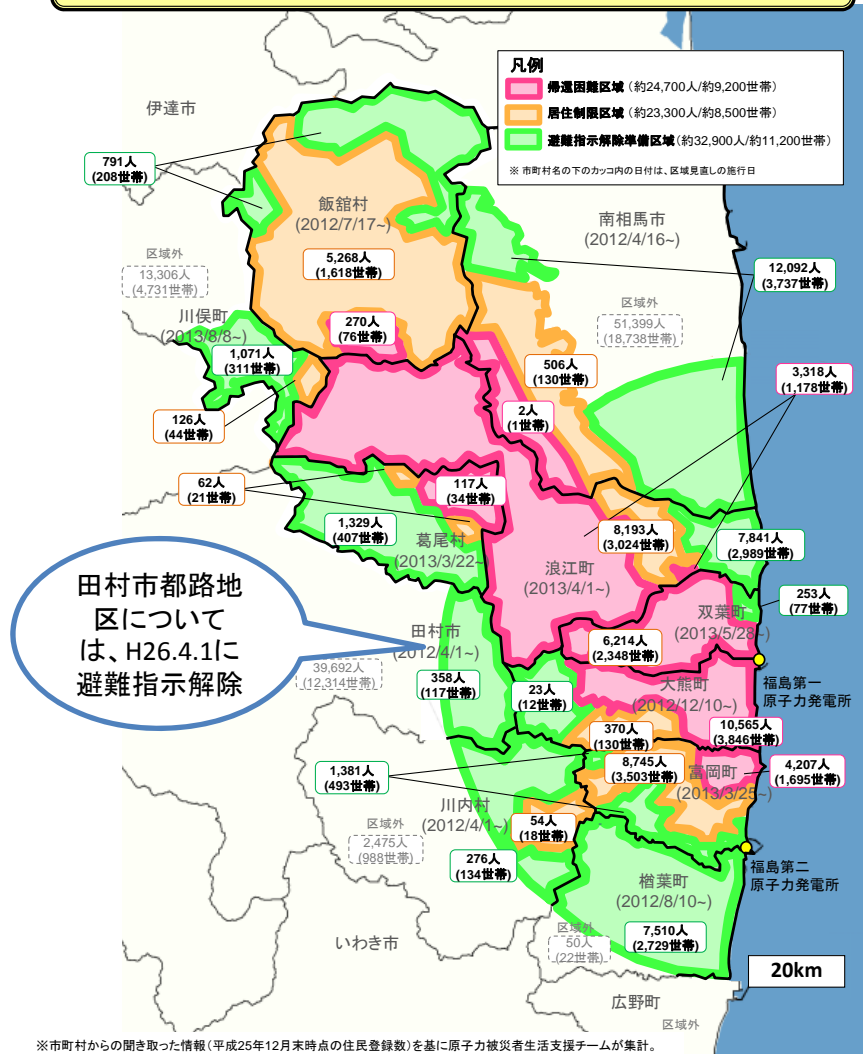 凡例
帰還困難区域（約24,700人/約9,200世帯）
居住制限区域（約23,300人/約8,500世帯）
避難指示解除準備区域（約32,900人/約11,200世帯）
※ 市町村名の下のカッコ内の日付は、区域見直しの施行日
伊達市
791人
(208世帯)
飯舘村
(2012/7/17~)
南相馬市
(2012/4/16~)
5,268人
(1,618世帯)
区域外
13,306人
(4,731世帯)
12,092人
(3,737世帯)
川俣町
(2013/8/8~)
270人
(76世帯)
区域外
51,399人
(18,738世帯)
1,071人
(311世帯)
506人
(130世帯)
3,318人
(1,178世帯)
126人
(44世帯)
2人
(1世帯)
62人
(21世帯)
117人
(34世帯)
1,329人
(407世帯)
葛尾村
(2013/3/22~)
8,193人
(3,024世帯)
7,841人
(2,989世帯)
浪江町
(2013/4/1~)
253人
(77世帯)
田村市都路地
区について
は、H26.4.1に
避難指示解除
双葉町
(2013/5/28~)
田村市
(2012/4/1~)
6,214人
(2,348世帯)
39,692人
(12,314世帯)
358人
(117世帯)
23人
(12世帯)
大熊町
(2012/12/10~)
福島第一
原子力発電所
10,565人
(3,846世帯)
370人
(130世帯)
1,381人
(493世帯)
8,745人
(3,503世帯)
富岡町
(2013/3/25~)
4,207人
(1,695世帯)
川内村
(2012/4/1~)
54人
(18世帯)
区域外
2,475人
(988世帯)
276人
(134世帯)
福島第二
原子力発電所
楢葉町
(2012/8/10~)
いわき市
区域外
50人
(22世帯)
7,510人
(2,729世帯)
20km
広野町
区域外
※市町村からの聞き取った情報（平成25年12月末時点の住民登録数）を基に原子力被災者生活支援チームが集計。